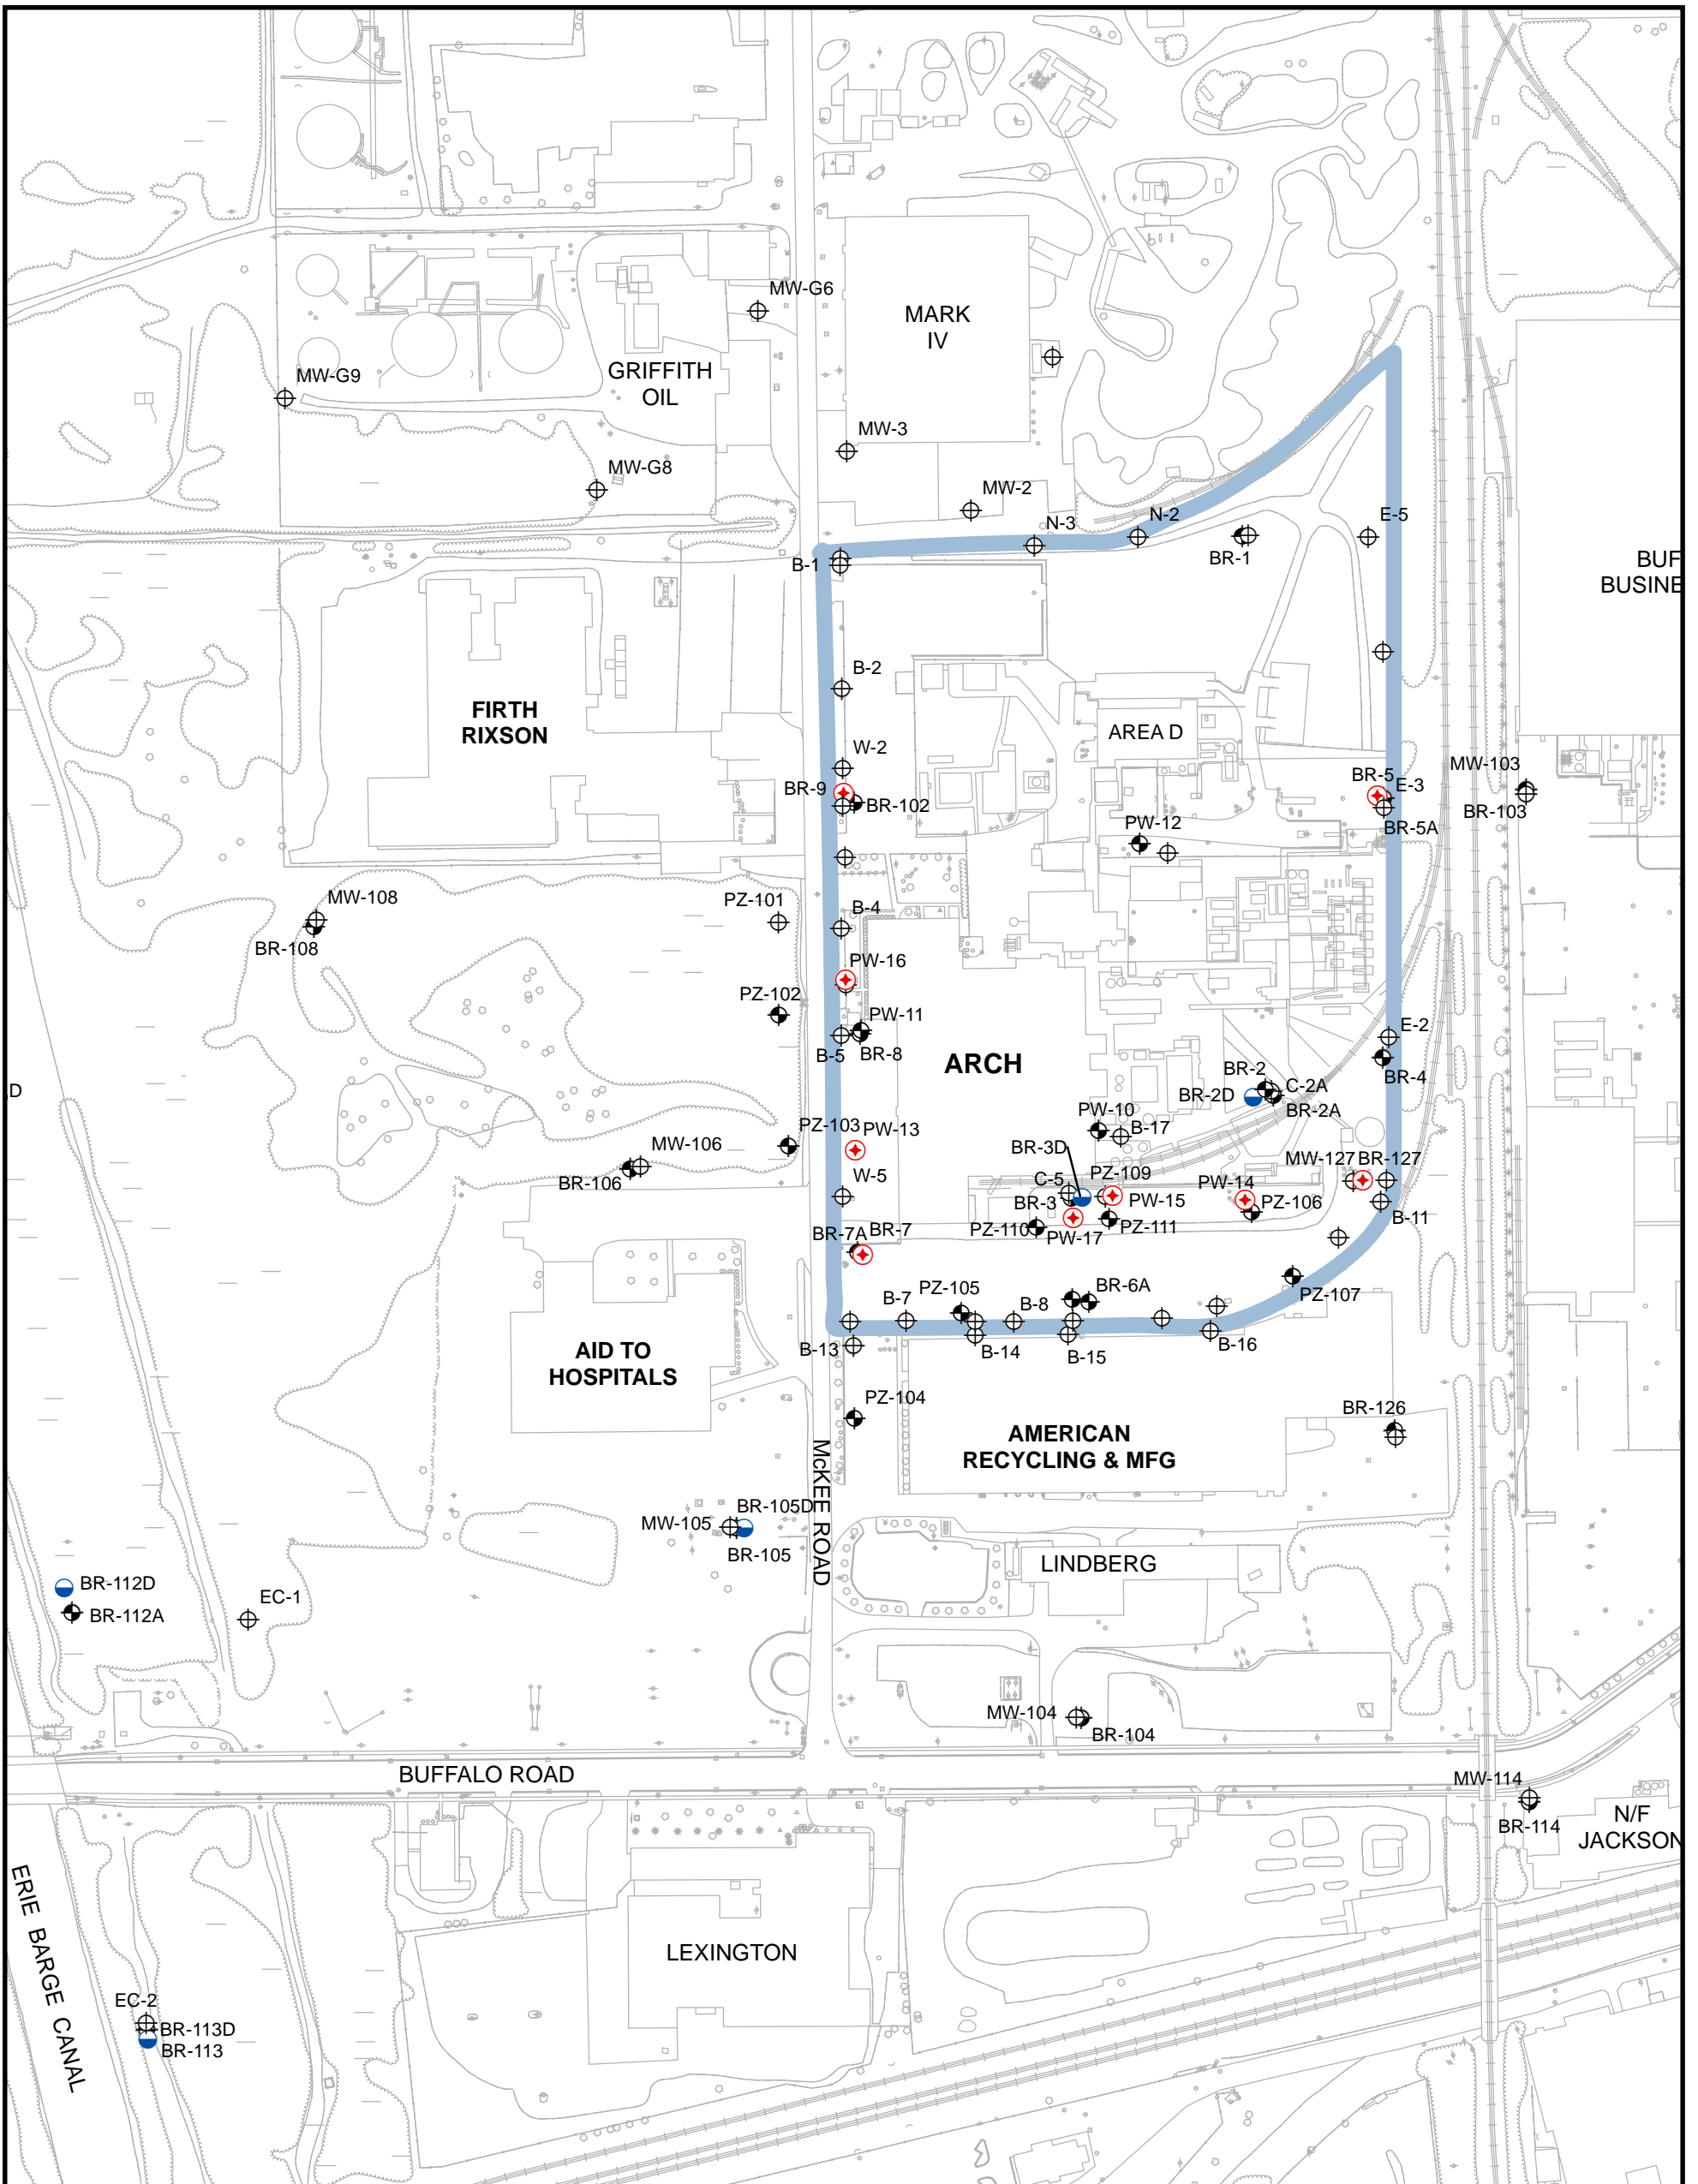 MW-G6
MARK
IV
MW-G9
GRIFFITH
OIL
MW-3
MW-G8
MW-2
N-3
N-2
E-5
BR-1
B-1
BUF
BUSINE
B-2
FIRTH
RIXSON
AREA D
W-2
MW-103
BR-5
BR-9
E-3
BR-102
BR-103
PW-12
BR-5A
MW-108
PZ-101
B-4
BR-108
PW-16
PZ-102
PW-11
E-2
B-5
BR-8
ARCH
BR-2
BR-4
D
BR-2D
C-2A
BR-2A
PW-10
PZ-103
PW-13
B-17
MW-106
BR-3D
MW-127
BR-127
BR-106
W-5
C-5
PZ-109
PW-14
BR-3
PW-15
PZ-106
B-11
BR-7A
BR-7
PZ-110
PZ-111
PW-17
BR-6A
PZ-105
PZ-107
B-7
B-8
B-13
B-14
B-15
B-16
AID TO
HOSPITALS
PZ-104
BR-126
AMERICAN
RECYCLING & MFG
McKEE ROAD
BR-105D
MW-105
BR-105
LINDBERG
BR-112D
EC-1
BR-112A
MW-104
BR-104
BUFFALO ROAD
MW-114
N/F
JACKSON
BR-114
ERIE BARGE CANAL
LEXINGTON
EC-2
BR-113D
BR-113